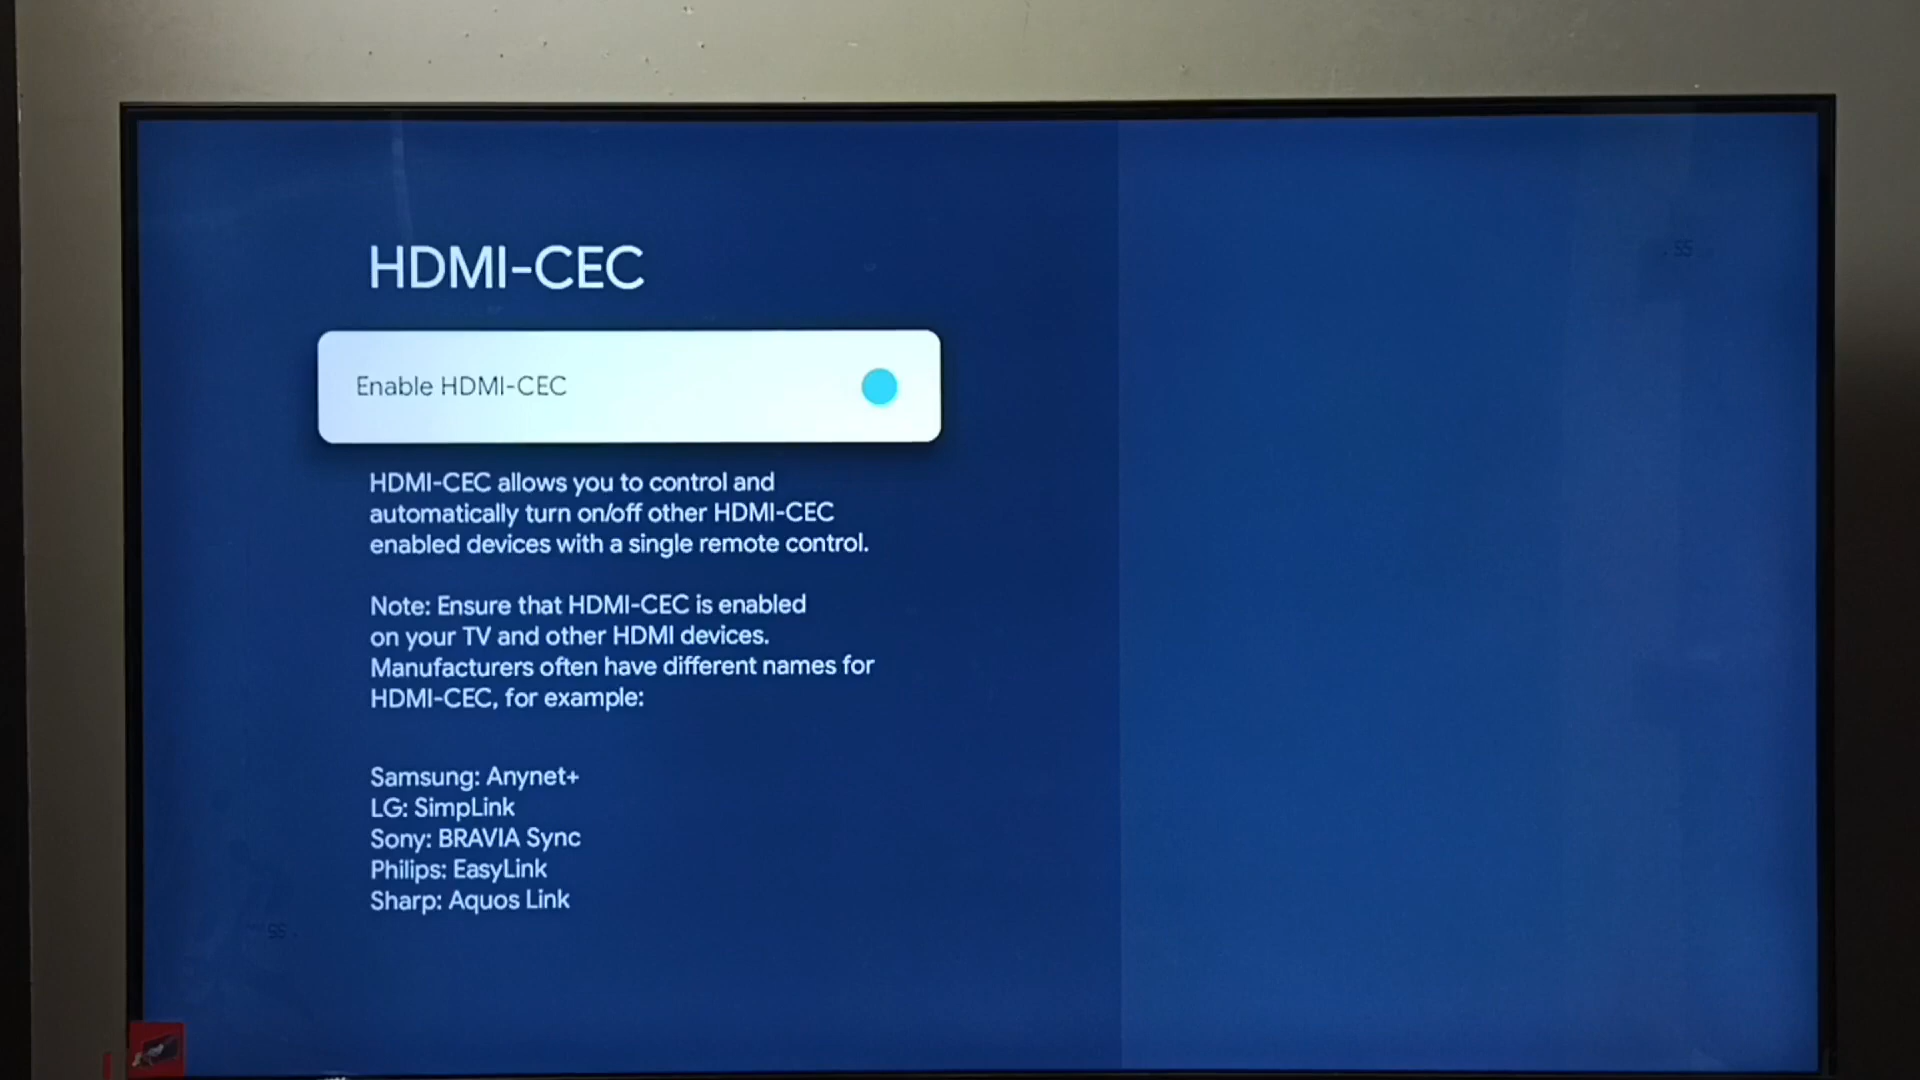 HDMI-CEC
Enable HDMI-CEC
HDMI-CEC allows you to control and
automatically turn on/off other HDMI-CEC
enabled devices with a single remote control.
Note: Ensure that HDMI-CEC is enabled
on your TV and other HDMI devices.
Manufacturers often have different names for
HDMI-CEC, for example:
Samsung: Anynet+
LG: SimpLink
Sony: BRAVIA Sync
Philips: EasyLink
Sharp: Aquos Link